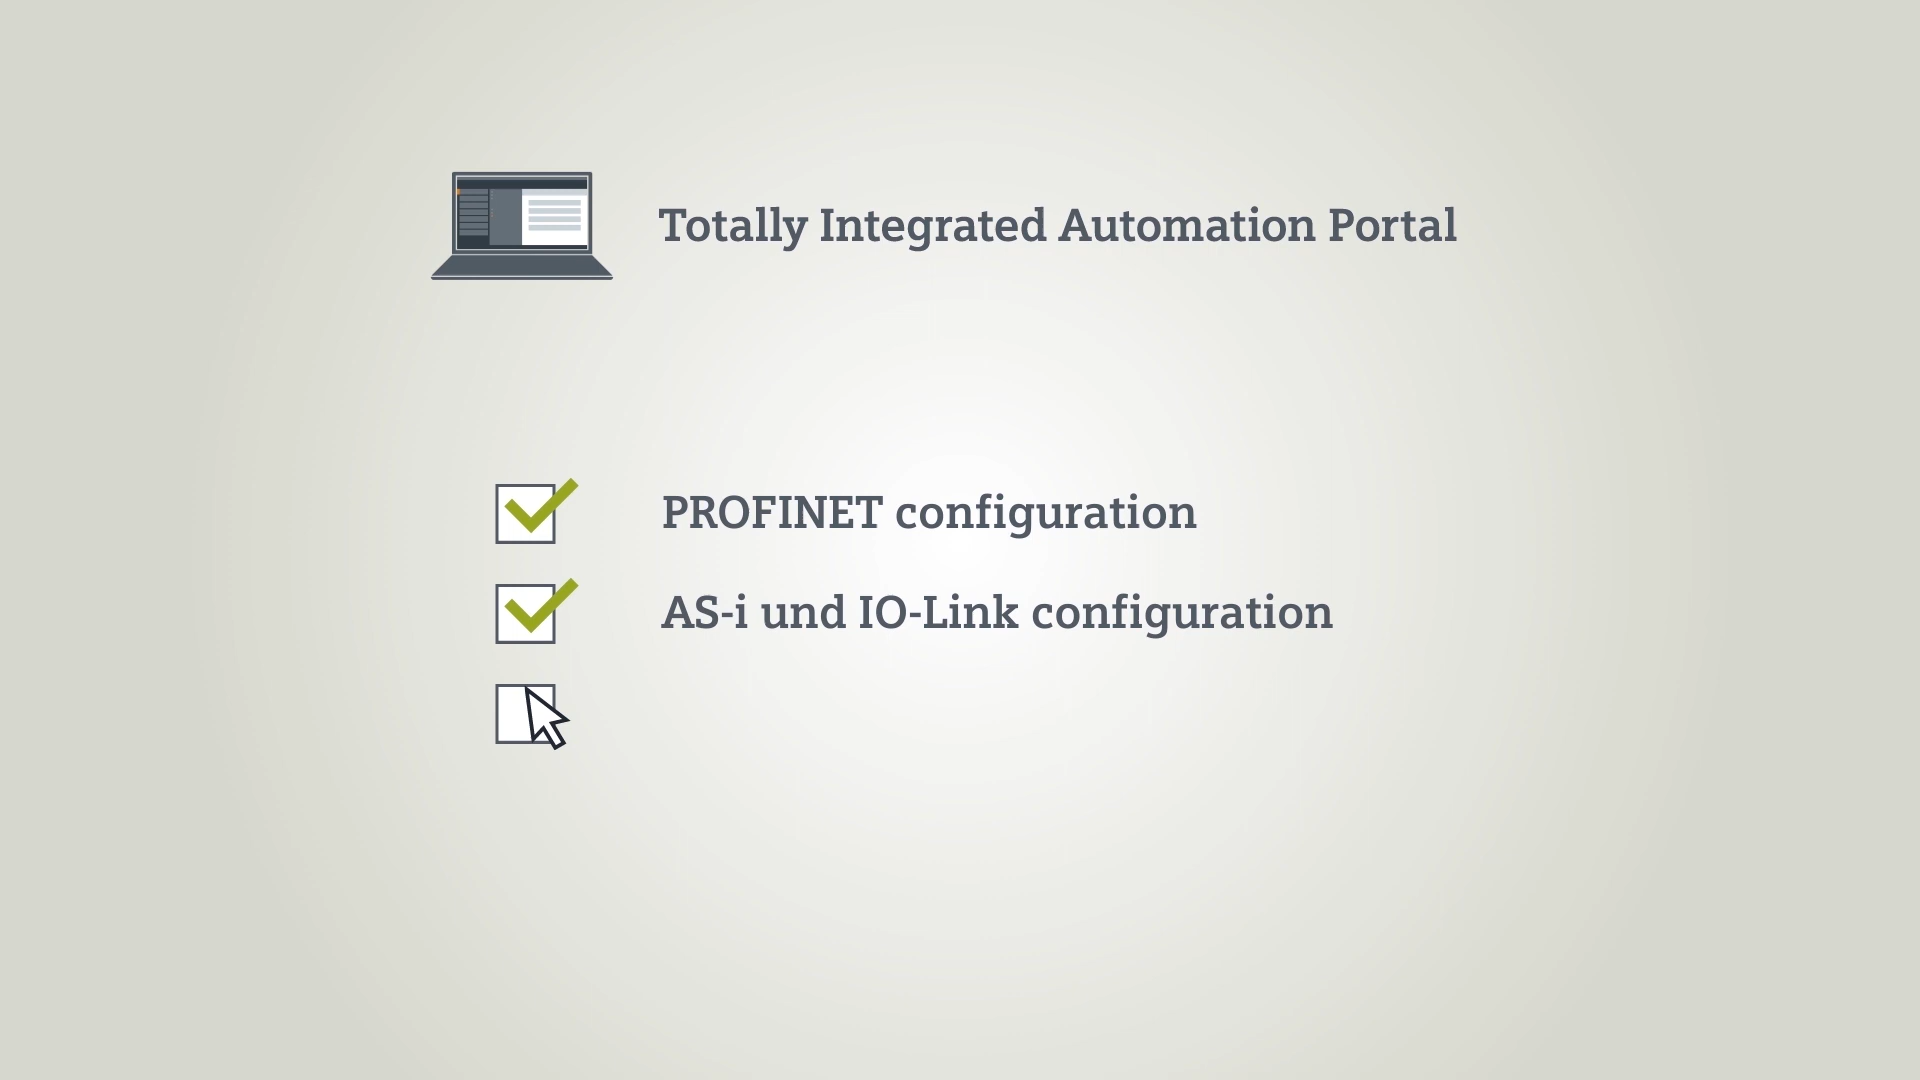 Totally Integrated Automation Portal
PROFINET configuration
AS-i und IO-Link configuration